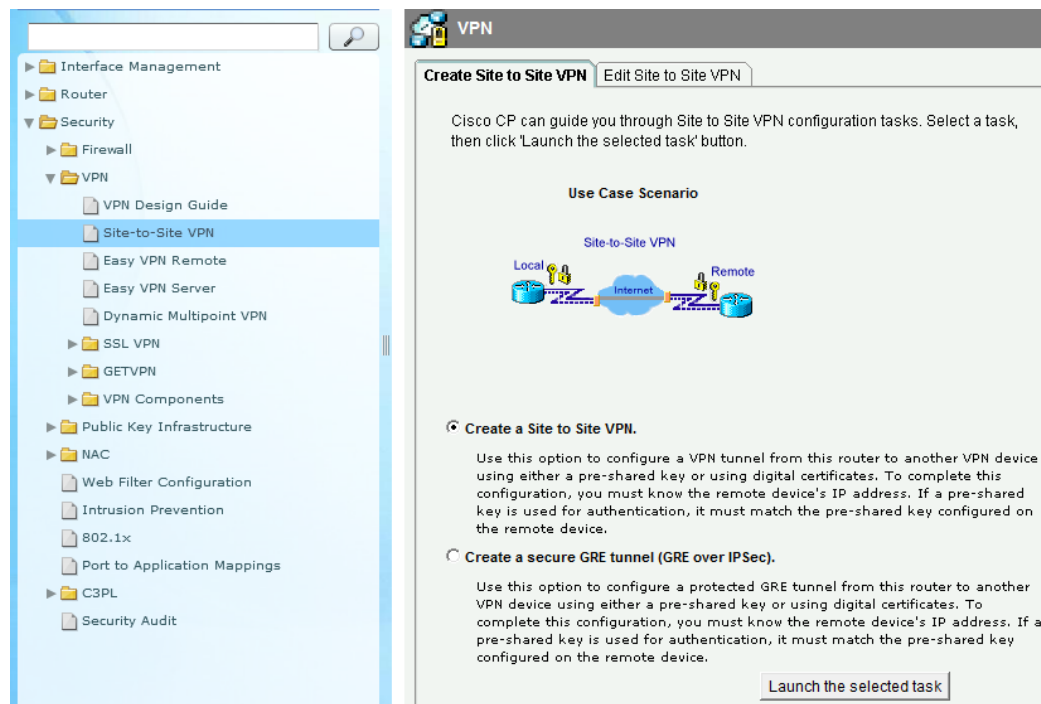 Interface Management
Router
Security
Firewall
VPN
VPN Design Guide
Site-to-Site VPN
Easy VPN Remote
Easy VPN Server
Dynamic Multipoint VPN
SSL VPN
GETVPN
VPN Components
Public Key Infrastructure
NAC
Web Filter Configuration
Intrusion Prevention
802.1x
Port to Application Mappings
C3PL
Security Audit
VPN
Create Site to Site VPN
Edit Site to Site VPN
Cisco CP can guide you through Site to Site VPN configuration tasks. Select a task,
then click 'Launch the selected task' button.
Use Case Scenario
Site-to-Site VPN
Local
Internet
Remote
Create a Site to Site VPN.
Use this option to configure a VPN tunnel from this router to another VPN device
using either a pre-shared key or using digital certificates. To complete this
configuration, you must know the remote device's IP address. If a pre-shared
key is used for authentication, it must match the pre-shared key configured on
the remote device.
Create a secure GRE tunnel (GRE over IPSec).
Use this option to configure a protected GRE tunnel from this router to another
VPN device using either a pre-shared key or using digital certificates. To
complete this configuration, you must know the remote device's IP address. If a
pre-shared key is used for authentication, it must match the pre-shared key
configured on the remote device.
Launch the selected task